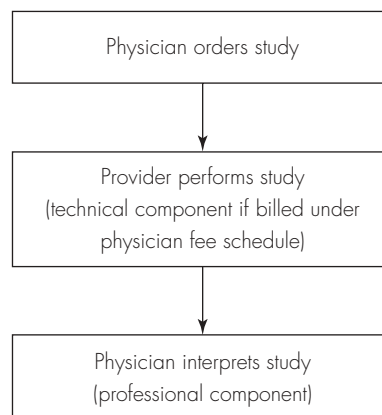 Physician orders study
Provider performs study
(technical component if billed under
physician fee schedule)
Physician interprets study
(professional component)